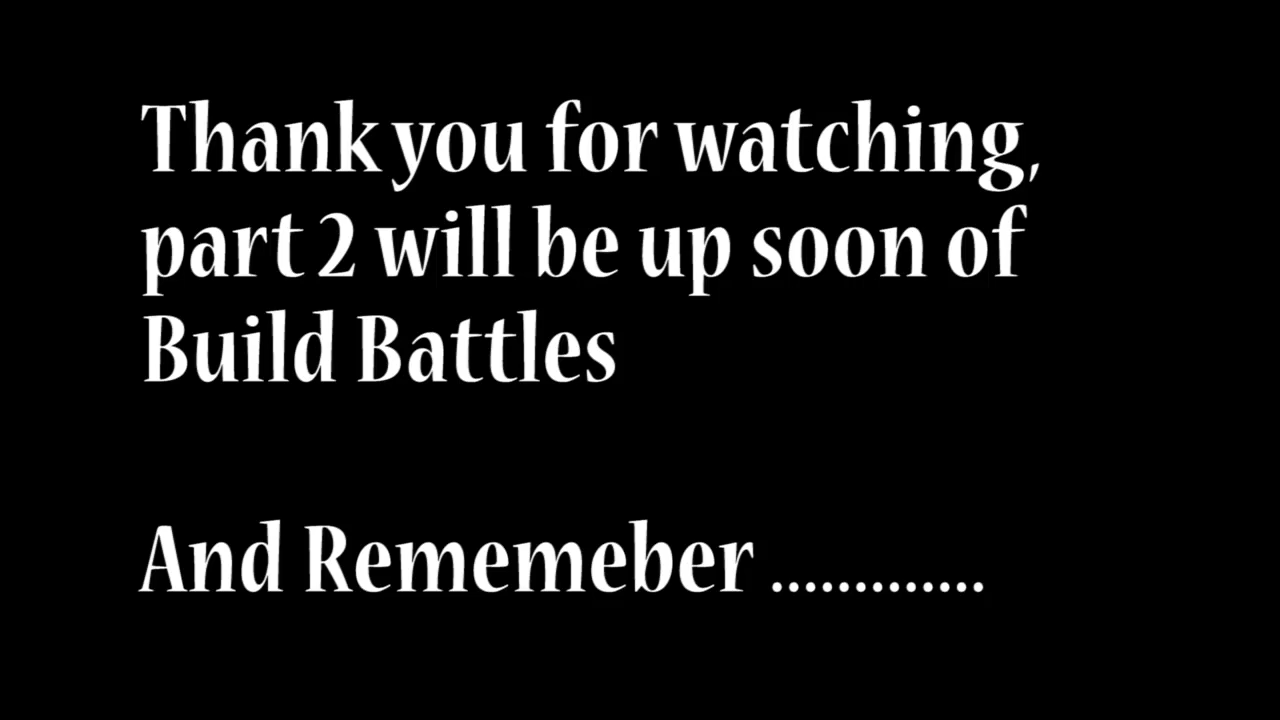 Thank you for watching,
part 2 will be up soon of
Build Battles
And Rememeber .............